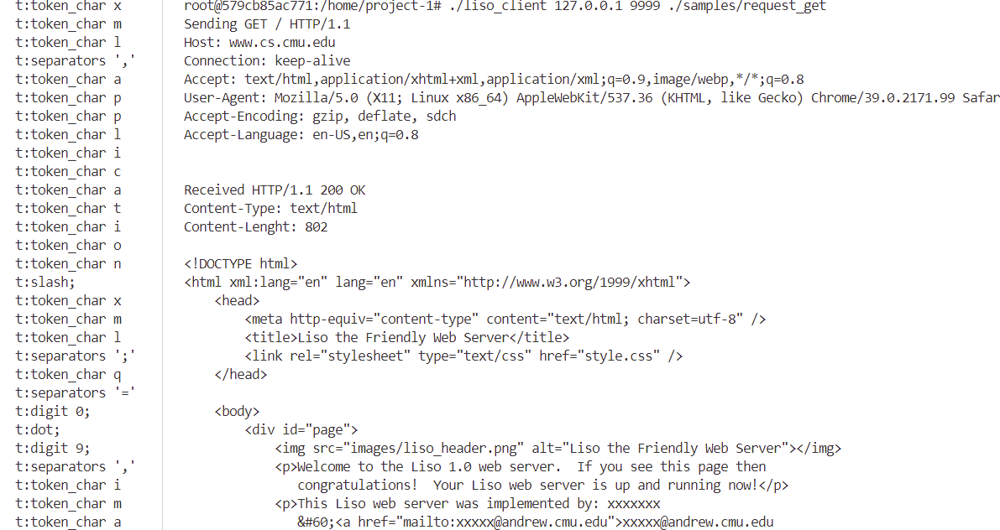 t:token_char x
t:token_char m
t:token_char l
t:separators ','
t:token_char a
t:token_char p
t:token_char p
t:token_char l
t:token_char i
t:token_char c
t:token_char a
t:token_char t
t:token_char i
t:token_char o
t:token_char n
t:slash;
t:token_char x
t:token_char m
t:token_char l
t:separators ';'
t:token_char q
t:separators '='
t:digit 0;
t:dot;
t:digit 9;
t:separators ','
t:token_char i
t:token_char m
t:token_char a
root@579cb85ac771:/home/project-1# ./liso_client 127.0.0.1 9999 ./samples/request_get
Sending GET / HTTP/1.1
Host: www.cs.cmu.edu
Connection: keep-alive
Accept: text/html,application/xhtml+xml,application/xml;q=0.9,image/webp,*/*;q=0.8
User-Agent: Mozilla/5.0 (X11; Linux x86_64) AppleWebKit/537.36 (KHTML, like Gecko) Chrome/39.0.2171.99 Safar
Accept-Encoding: gzip, deflate, sdch
Accept-Language: en-US,en;q=0.8
Received HTTP/1.1 200 OK
Content-Type: text/html
Content-Lenght: 802
<!DOCTYPE html>
<html xml:lang="en" lang="en" xmlns="http://www.w3.org/1999/xhtml">
<head>
<meta http-equiv="content-type" content="text/html; charset=utf-8" />
<title>Liso the Friendly Web Server</title>
<link rel="stylesheet" type="text/css" href="style.css" />
</head>
<body>
<div id="page">
<img src="images/liso_header.png" alt="Liso the Friendly Web Server"></img>
<p>Welcome to the Liso 1.0 web server.  If you see this page then
congratulations!  Your Liso web server is up and running now!</p>
<p>This Liso web server was implemented by: xxxxxxx
&#60;<a href="mailto:xxxxx@andrew.cmu.edu">xxxxx@andrew.cmu.edu